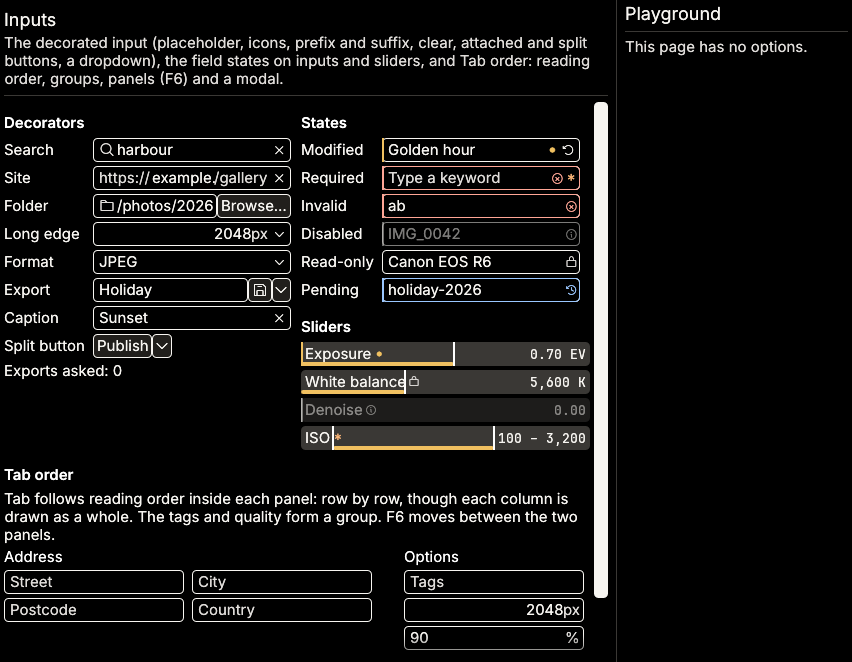 Inputs
The decorated input (placeholder, icons, prefix and suffix, clear, attached and split
buttons, a dropdown), the field states on inputs and sliders, and Tab order: reading
order, groups, panels (F6) and a modal.
Decorators
Search harbour
Site https://example./gallery
Folder /photos/2026 Browse...
Long edge 2048px
Format JPEG
Export Holiday
Caption Sunset
Split button Publish
Exports asked: 0
States
Modified Golden hour
Required Type a keyword *
Invalid ab
Disabled IMG_0042
Read-only Canon EOS R6
Pending holiday-2026
Sliders
Exposure 0.70 EV
White balance 5,600 K
Denoise 0.00
ISO * 100 – 3,200
Tab order
Tab follows reading order inside each panel: row by row, though each column is
drawn as a whole. The tags and quality form a group. F6 moves between the two
panels.
Address
Street City
Postcode Country
Options
Tags
2048px
90 %
Playground
This page has no options.